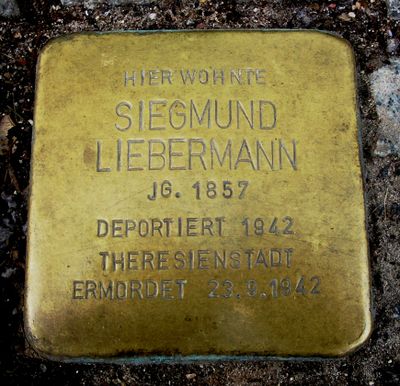 HIER WOHNTE
SIEGMUND
LIEBERMANN
JG. 1857
DEPORTIERT 1942
THERESIENSTADT
ERMORDET 23.9.1942